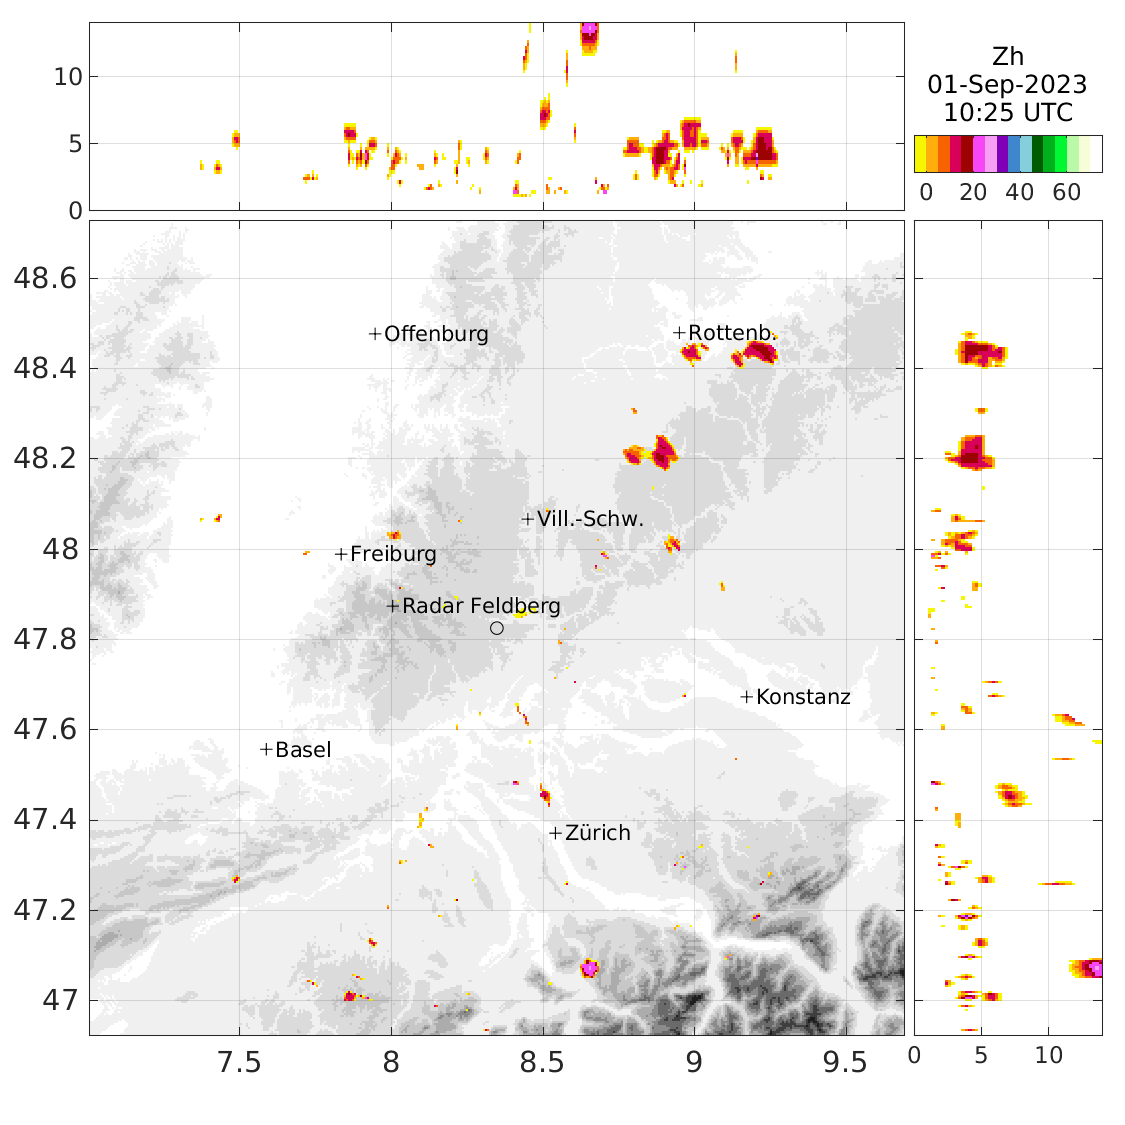 Zh
01-Sep-2023
10:25 UTC
0 20 40 60
10
5
0
48.6
48.4
48.2
48
47.8
47.6
47.4
47.2
47
Offenburg
Rottenb.
Vill.-Schw.
Freiburg
Radar Feldberg
Konstanz
Basel
Zürich
7.5 8 8.5 9 9.5
0 5 10